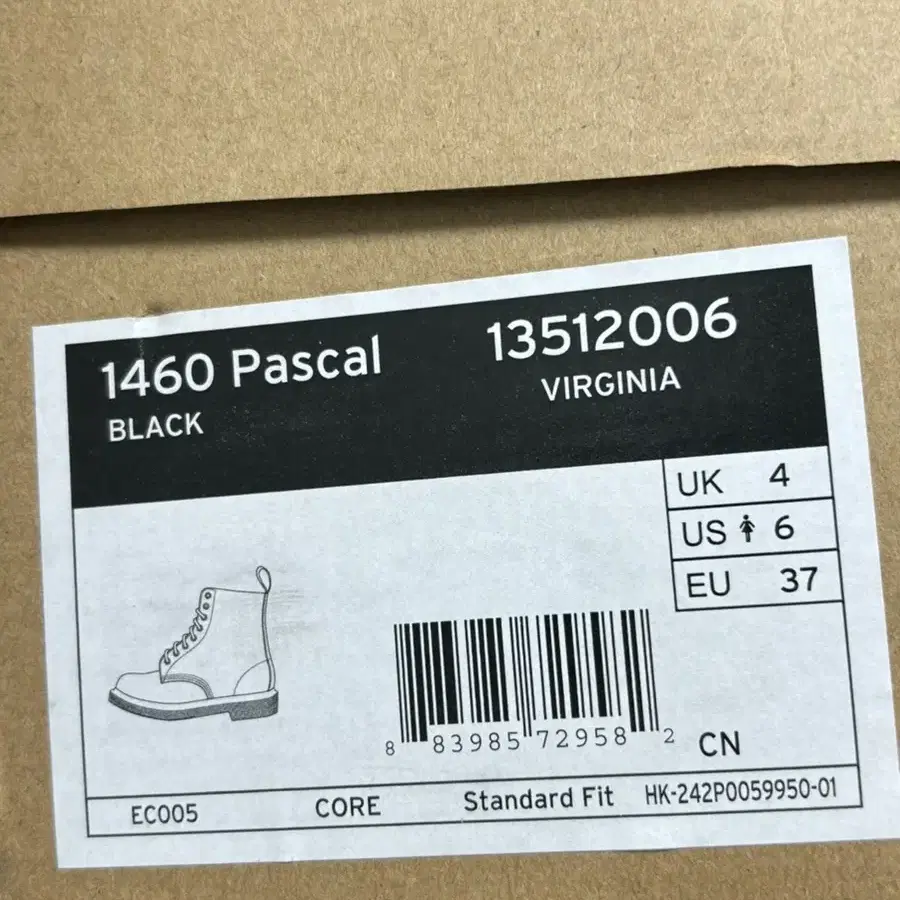 1460 Pascal 13512006
BLACK VIRGINIA
UK 4
US 6
EU 37
8 83985 72958 2 CN
EC005 CORE Standard Fit HK-242P0059950-01